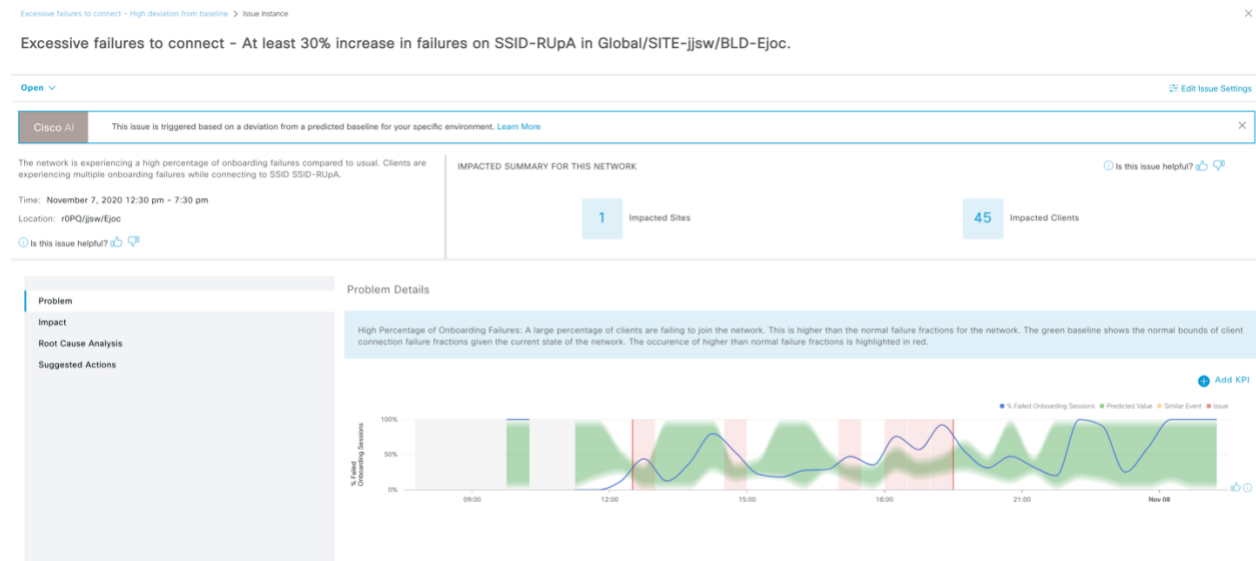 Excessive failures to connect - High deviation from baseline > Issue Instance
Excessive failures to connect - At least 30% increase in failures on SSID-RUpA in Global/SITE-jjsw/BLD-Ejoc.
Open
Edit Issue Settings
Cisco AI
This issue is triggered based on a deviation from a predicted baseline for your specific environment. Learn More
The network is experiencing a high percentage of onboarding failures compared to usual. Clients are
experiencing multiple onboarding failures while connecting to SSID SSID-RUpA.
Time: November 7, 2020 12:30 pm - 7:30 pm
Location: r0PQ/jjsw/Ejoc
Is this issue helpful?
IMPACTED SUMMARY FOR THIS NETWORK
Is this issue helpful?
1 Impacted Sites
45 Impacted Clients
Problem
Impact
Root Cause Analysis
Suggested Actions
Problem Details
High Percentage of Onboarding Failures: A large percentage of clients are failing to join the network. This is higher than the normal failure fractions for the network. The green baseline shows the normal bounds of client
connection failure fractions given the current state of the network. The occurence of higher than normal failure fractions is highlighted in red.
Add KPI
% Failed Onboarding Sessions Predicted Value Similar Event Issue
% Failed
Onboarding Sessions
100%
50%
0%
09:00 12:00 15:00 18:00 21:00 Nov 08